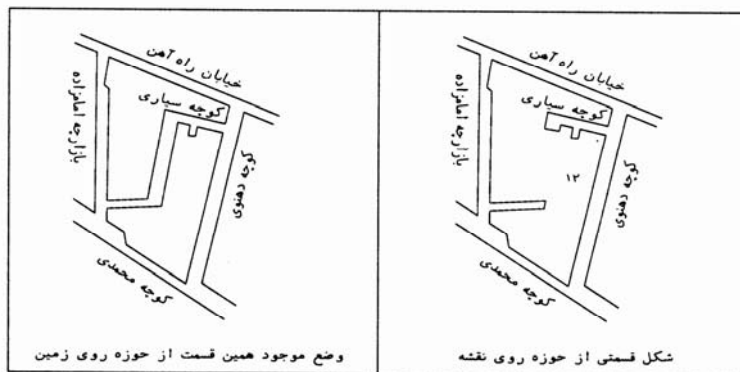 خیابان راه آهن
کوچه سیاری
بازارچه امامزاده
۱۲
کوچه دهنوی
کوچه محمدی
شکل قسمتی از حوزه روی نقشه
خیابان راه آهن
کوچه سیاری
بازارچه امامزاده
کوچه دهنوی
کوچه محمدی
وضع موجود همین قسمت از حوزه روی زمین